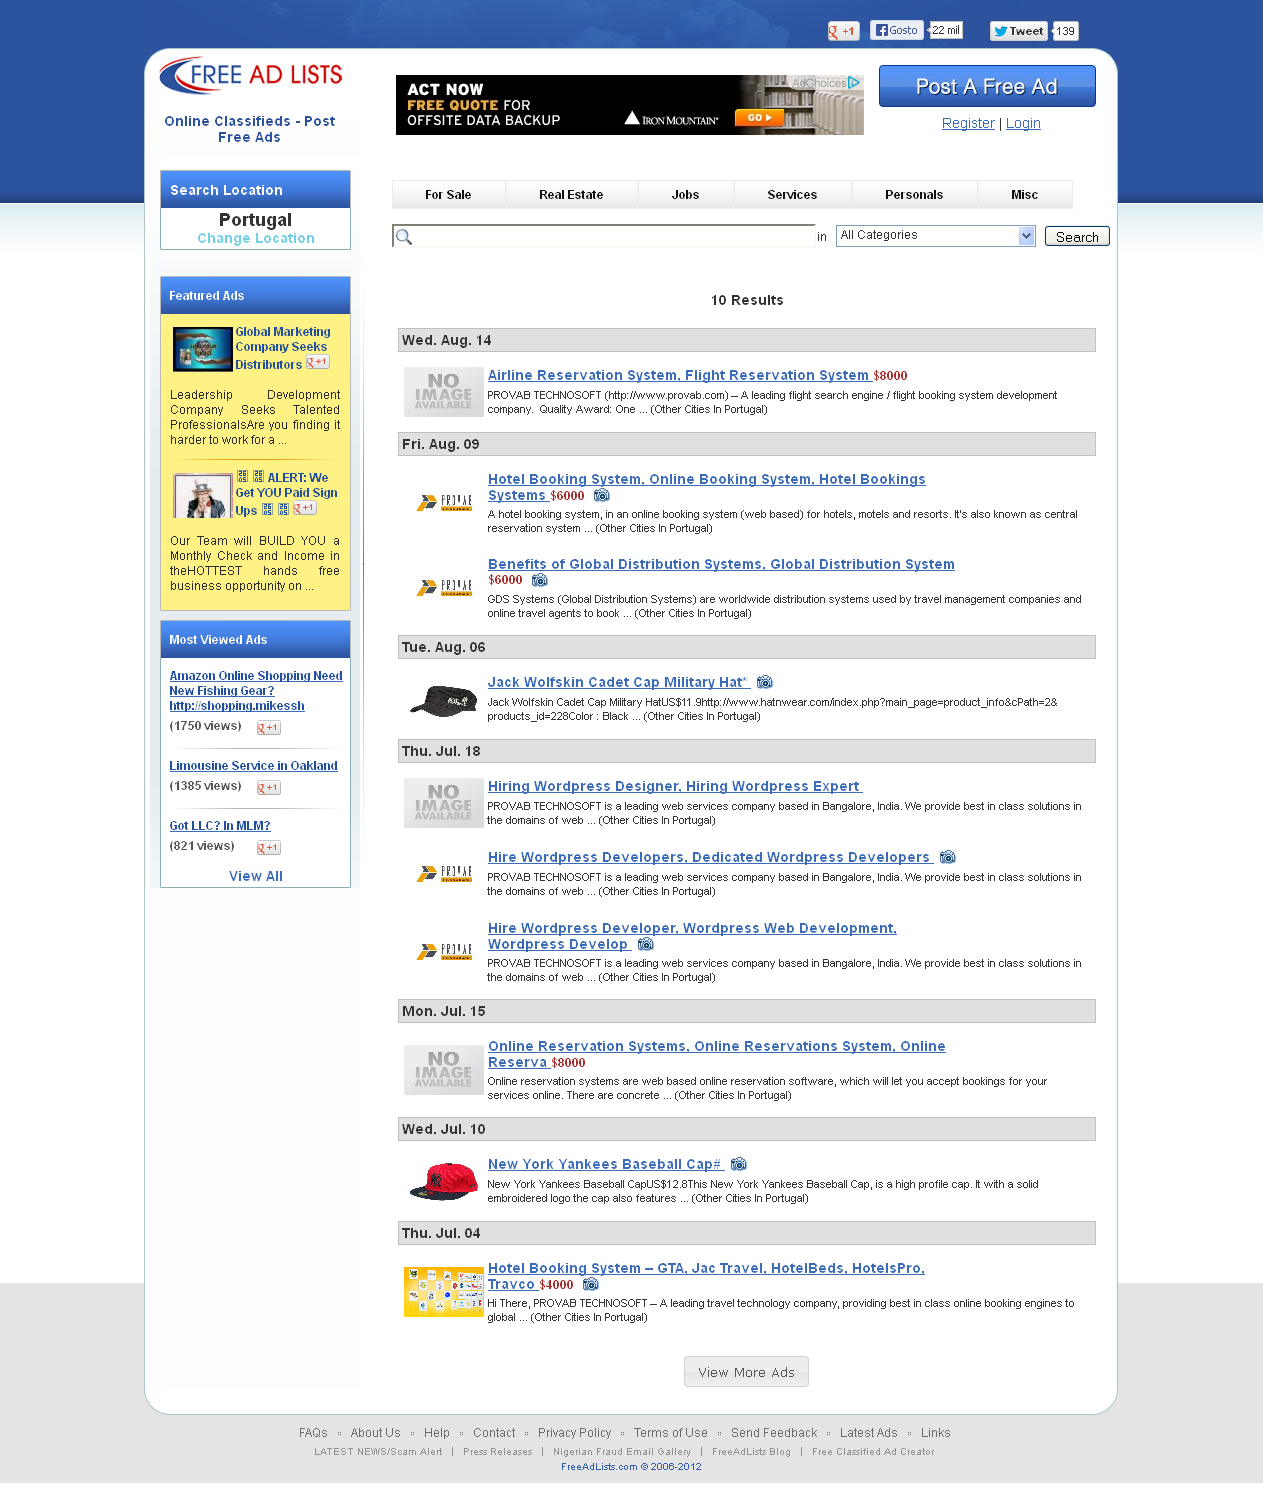 +1
Gosto
22 mil
Tweet
139
FREE AD LISTS
Online Classifieds - Post
Free Ads
ACT NOW
FREE QUOTE FOR
OFFSITE DATA BACKUP
IRON MOUNTAIN
GO
AdChoices
Post A Free Ad
Register | Login
Search Location
Portugal
Change Location
For Sale
Real Estate
Jobs
Services
Personals
Misc
in
All Categories
Search
Featured Ads
Global Marketing
Company Seeks
Distributors +1
Leadership Development
Company Seeks Talented
ProfessionalsAre you finding it
harder to work for a ...
ALERT: We
Get YOU Paid Sign
Ups +1
Our Team will BUILD YOU a
Monthly Check and Income in
theHOTTEST hands free
business opportunity on ...
Most Viewed Ads
Amazon Online Shopping Need
New Fishing Gear?
http://shopping.mikessh
(1750 views) +1
Limousine Service in Oakland
(1385 views) +1
Got LLC? In MLM?
(821 views) +1
View All
10 Results
Wed. Aug. 14
NO
IMAGE
AVAILABLE
Airline Reservation System, Flight Reservation System $8000
PROVAB TECHNOSOFT (http://www.provab.com) – A leading flight search engine / flight booking system development
company. Quality Award: One ... (Other Cities In Portugal)
Fri. Aug. 09
PROVAB
Hotel Booking System, Online Booking System, Hotel Bookings
Systems $6000
A hotel booking system, in an online booking system (web based) for hotels, motels and resorts. It's also known as central
reservation system ... (Other Cities In Portugal)
PROVAB
Benefits of Global Distribution Systems, Global Distribution System
$6000
GDS Systems (Global Distribution Systems) are worldwide distribution systems used by travel management companies and
online travel agents to book ... (Other Cities In Portugal)
Tue. Aug. 06
Jack Wolfskin Cadet Cap Military Hat*
Jack Wolfskin Cadet Cap Military HatUS$11.9http://www.hatnwear.com/index.php?main_page=product_info&cPath=2&
products_id=228Color : Black ... (Other Cities In Portugal)
Thu. Jul. 18
NO
IMAGE
AVAILABLE
Hiring Wordpress Designer, Hiring Wordpress Expert
PROVAB TECHNOSOFT is a leading web services company based in Bangalore, India. We provide best in class solutions in
the domains of web ... (Other Cities In Portugal)
PROVAB
Hire Wordpress Developers, Dedicated Wordpress Developers
PROVAB TECHNOSOFT is a leading web services company based in Bangalore, India. We provide best in class solutions in
the domains of web ... (Other Cities In Portugal)
PROVAB
Hire Wordpress Developer, Wordpress Web Development,
Wordpress Develop
PROVAB TECHNOSOFT is a leading web services company based in Bangalore, India. We provide best in class solutions in
the domains of web ... (Other Cities In Portugal)
Mon. Jul. 15
NO
IMAGE
AVAILABLE
Online Reservation Systems, Online Reservations System, Online
Reserva $8000
Online reservation systems are web based online reservation software, which will let you accept bookings for your
services online. There are concrete ... (Other Cities In Portugal)
Wed. Jul. 10
New York Yankees Baseball Cap#
New York Yankees Baseball CapUS$12.8This New York Yankees Baseball Cap, is a high profile cap. It with a solid
embroidered logo the cap also features ... (Other Cities In Portugal)
Thu. Jul. 04
Hotel Booking System – GTA, Jac Travel, HotelBeds, HotelsPro,
Travco $4000
Hi There, PROVAB TECHNOSOFT – A leading travel technology company, providing best in class online booking engines to
global ... (Other Cities In Portugal)
View More Ads
FAQs
About Us
Help
Contact
Privacy Policy
Terms of Use
Send Feedback
Latest Ads
Links
LATEST NEWS/Scam Alert | Press Releases | Nigerian Fraud Email Gallery | FreeAdLists Blog | Free Classified Ad Creator
FreeAdLists.com © 2006-2012